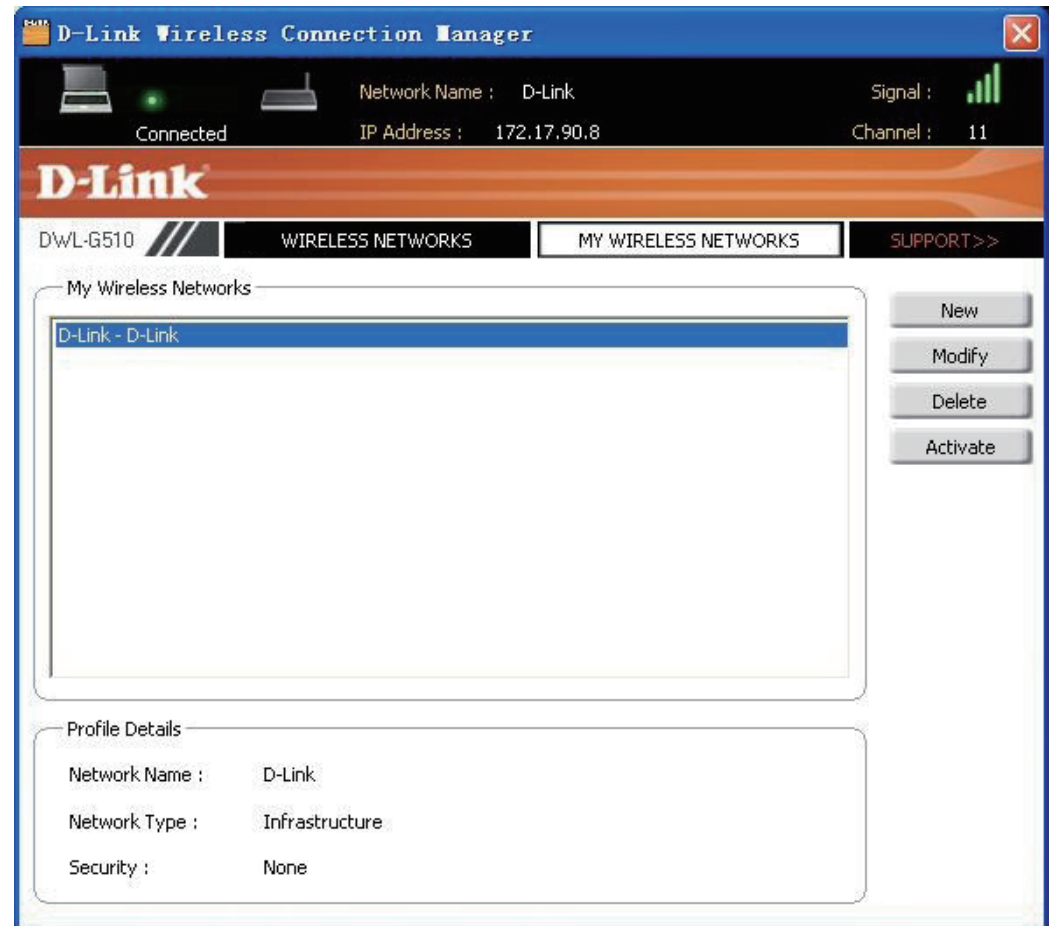 D-Link Wireless Connection Manager
Network Name : D-Link Signal :
Connected IP Address : 172.17.90.8 Channel : 11
D-Link
DWL-G510 WIRELESS NETWORKS MY WIRELESS NETWORKS SUPPORT>>
My Wireless Networks
D-Link - D-Link
New
Modify
Delete
Activate
Profile Details
Network Name : D-Link
Network Type : Infrastructure
Security : None